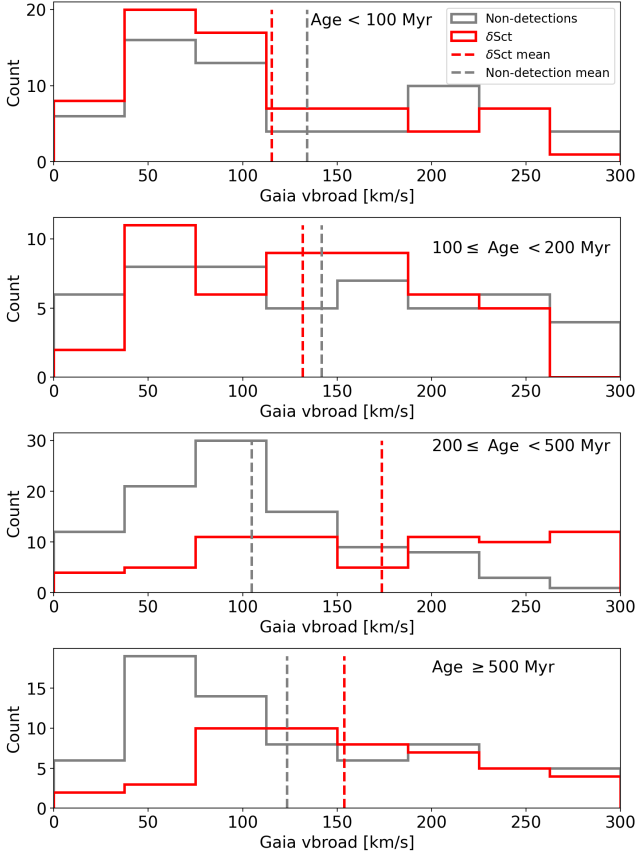 20
10
0
Count
Age < 100 Myr
Non-detections
δSct
δSct mean
Non-detection mean
0 50 100 150 200 250 300
Gaia vbroad [km/s]
10
5
0
Count
100≤ Age <200 Myr
0 50 100 150 200 250 300
Gaia vbroad [km/s]
30
20
10
0
Count
200≤ Age <500 Myr
0 50 100 150 200 250 300
Gaia vbroad [km/s]
15
10
5
0
Count
Age ≥500 Myr
0 50 100 150 200 250 300
Gaia vbroad [km/s]